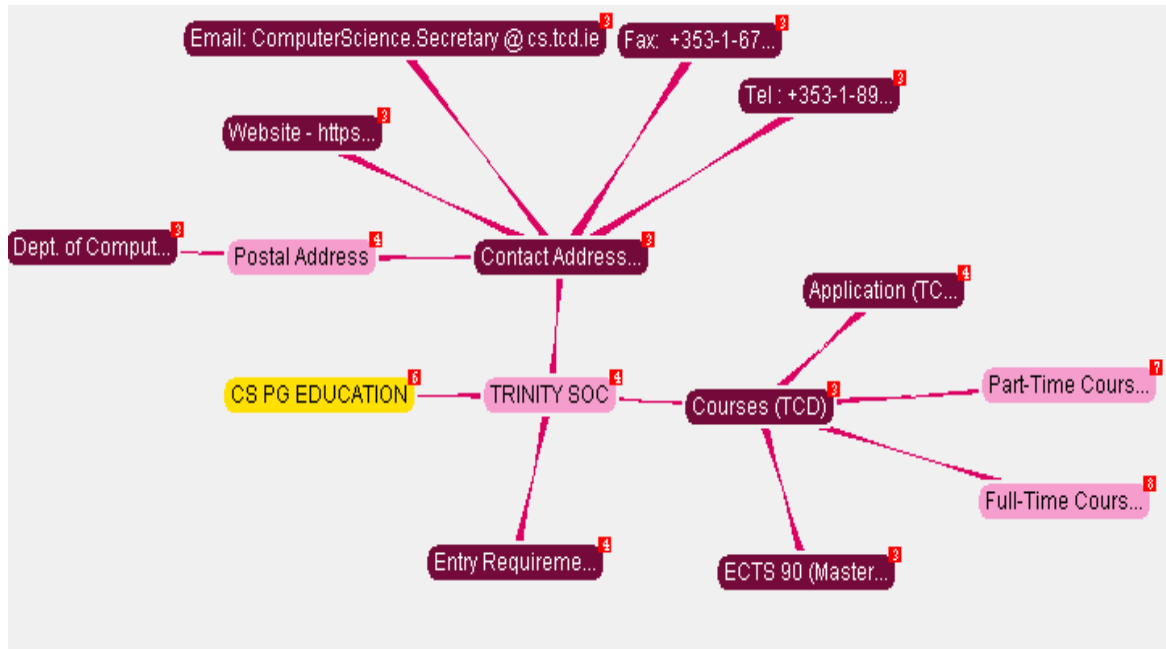 Email: ComputerScience.Secretary @ cs.tcd.ie
3
Fax: +353-1-67...
3
Tel : +353-1-89...
3
Website - https...
3
Dept. of Comput...
3
Postal Address
4
Contact Address...
3
Application (TC...
4
CS PG EDUCATION
6
TRINITY SOC
4
Courses (TCD)
3
Part-Time Cours...
7
Full-Time Cours...
8
Entry Requireme...
4
ECTS 90 (Master...
3